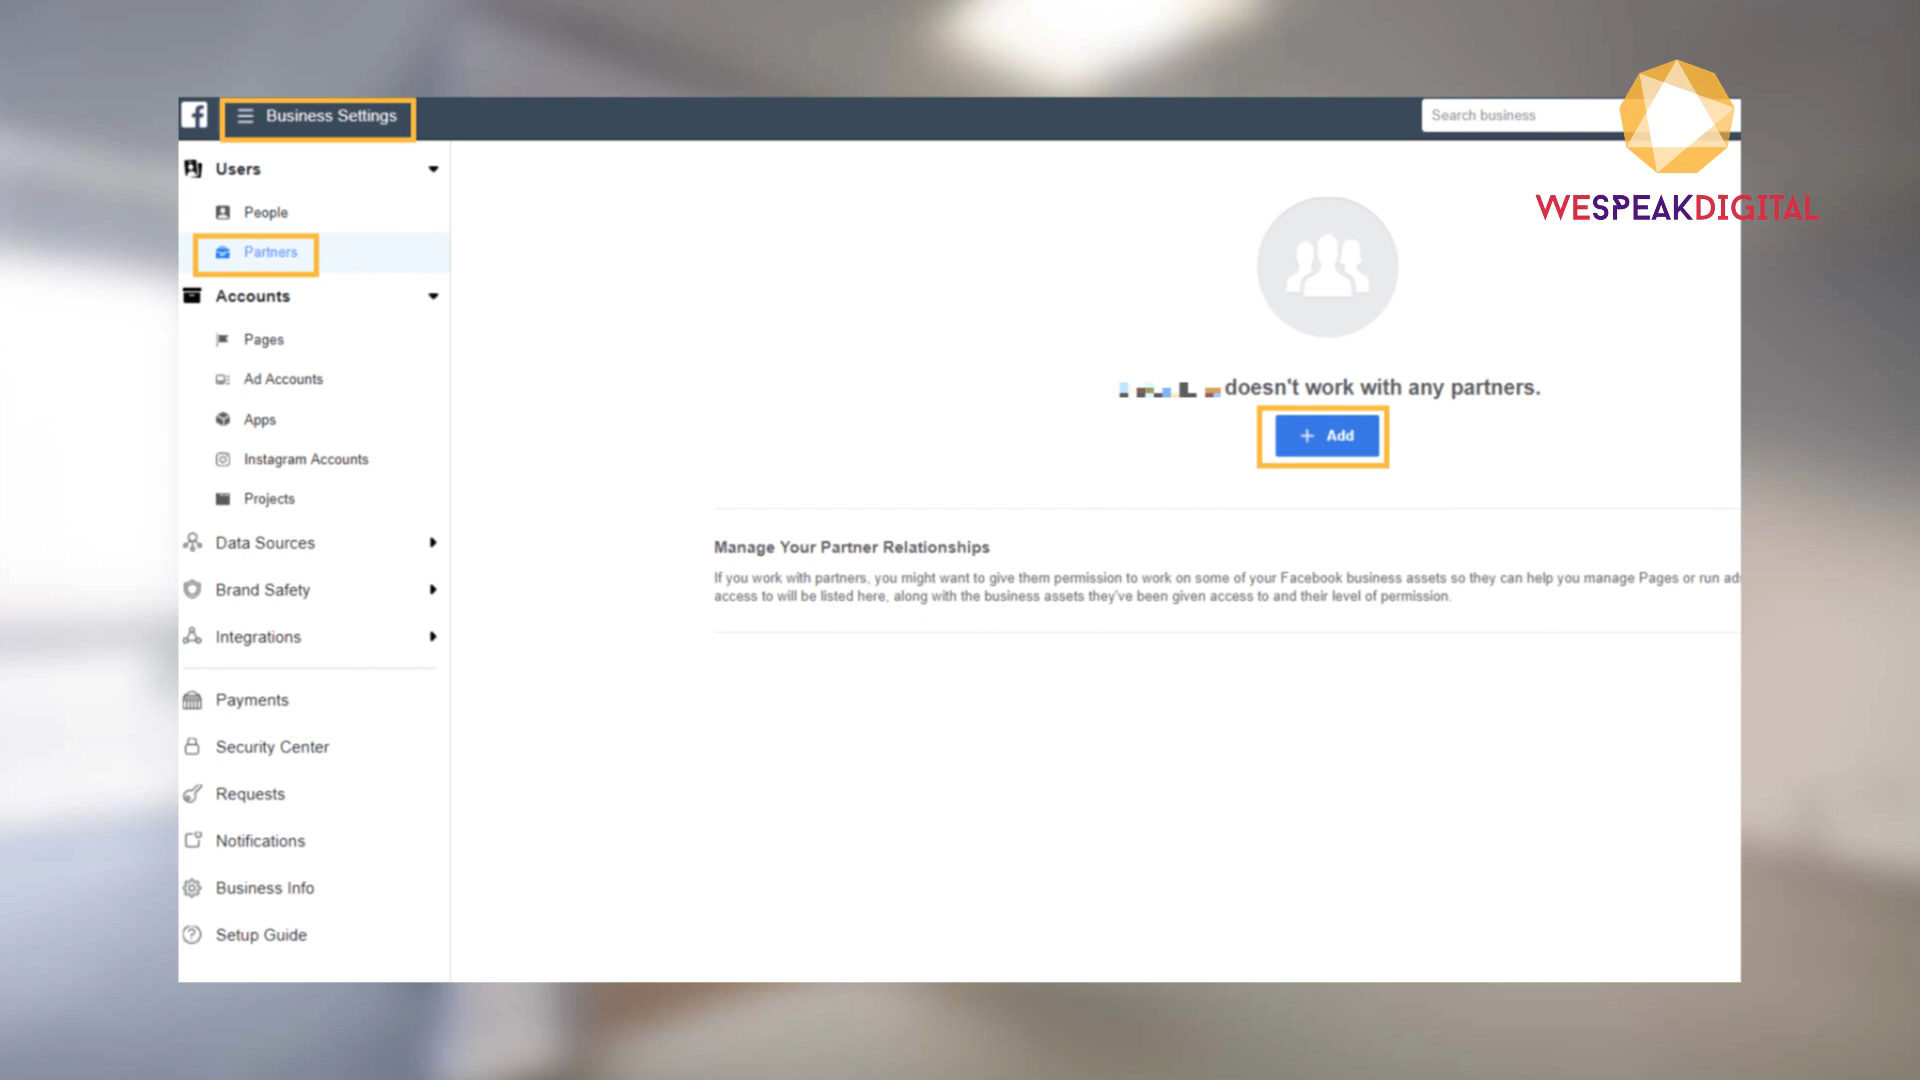 Business Settings
Search business
WESPEAKDIGITAL
Users
People
Partners
Accounts
Pages
Ad Accounts
Apps
Instagram Accounts
Projects
Data Sources
Brand Safety
Integrations
Payments
Security Center
Requests
Notifications
Business Info
Setup Guide
doesn't work with any partners.
+ Add
Manage Your Partner Relationships
If you work with partners, you might want to give them permission to work on some of your Facebook business assets so they can help you manage Pages or run ad
access to will be listed here, along with the business assets they've been given access to and their level of permission.